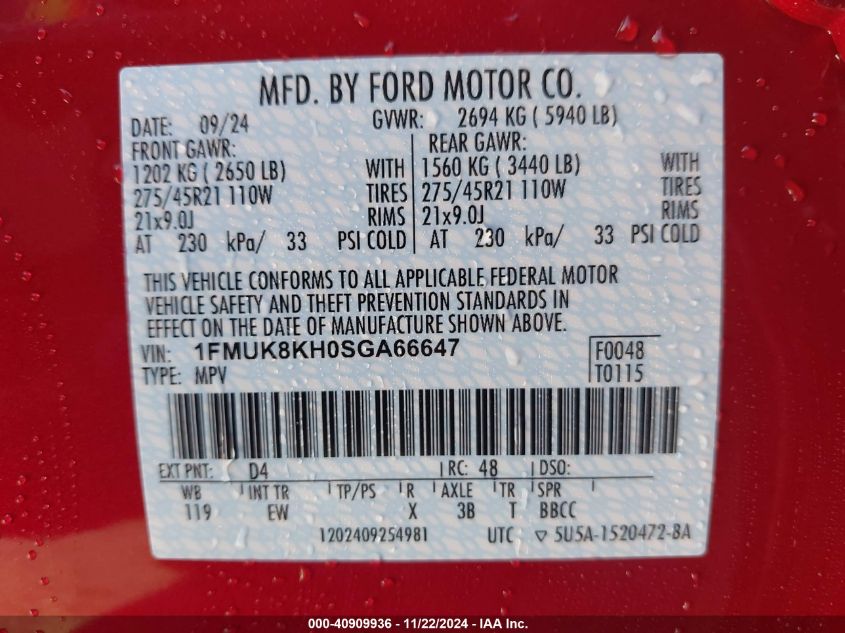 MFD. BY FORD MOTOR CO.
DATE: 09/24 GVWR: 2694 KG ( 5940 LB)
FRONT GAWR: REAR GAWR:
1202 KG ( 2650 LB) WITH 1560 KG ( 3440 LB) WITH
275/45R21 110W TIRES 275/45R21 110W TIRES
21x9.0J RIMS 21x9.0J RIMS
AT 230 kPa/ 33 PSI COLD AT 230 kPa/ 33 PSI COLD
THIS VEHICLE CONFORMS TO ALL APPLICABLE FEDERAL MOTOR
VEHICLE SAFETY AND THEFT PREVENTION STANDARDS IN
EFFECT ON THE DATE OF MANUFACTURE SHOWN ABOVE.
VIN: 1FMUK8KH0SGA66647 F0048
TYPE: MPV T0115
EXT PNT: D4 RC: 48 DSO:
WB INT TR TP/PS R AXLE TR SPR
119 EW X 3B T BBCC
1202409254981 UTC ▽ 5U5A-1520472-BA
000-40909936 - 11/22/2024 - IAA Inc.